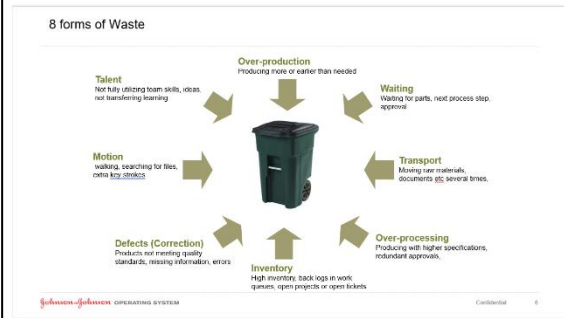 8 forms of Waste
Over-production
Producing more or earlier than needed
Talent
Not fully utilizing team skills, ideas,
not transferring learning
Waiting
Waiting for parts, next process step,
approval
Motion
walking, searching for files,
extra key strokes
Transport
Moving raw materials,
documents etc several times,
Defects (Correction)
Products not meeting quality
standards, missing information, errors
Over-processing
Producing with higher specifications,
redundant approvals,
Inventory
High inventory, back logs in work
queues, open projects or open tickets
Johnson & Johnson OPERATING SYSTEM
Confidential
6